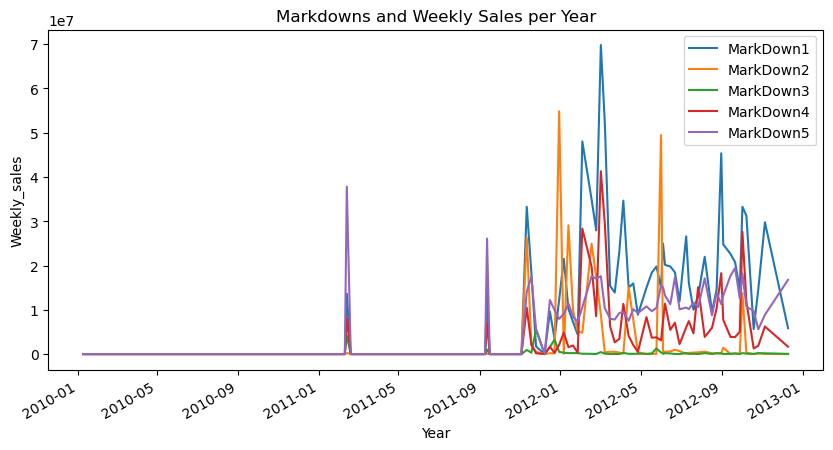 Markdowns and Weekly Sales per Year
1e7
7
6
5
4
3
2
1
0
Weekly_sales
MarkDown1
MarkDown2
MarkDown3
MarkDown4
MarkDown5
2010-01
2010-05
2010-09
2011-01
2011-05
2011-09
2012-01
2012-05
2012-09
2013-01
Year